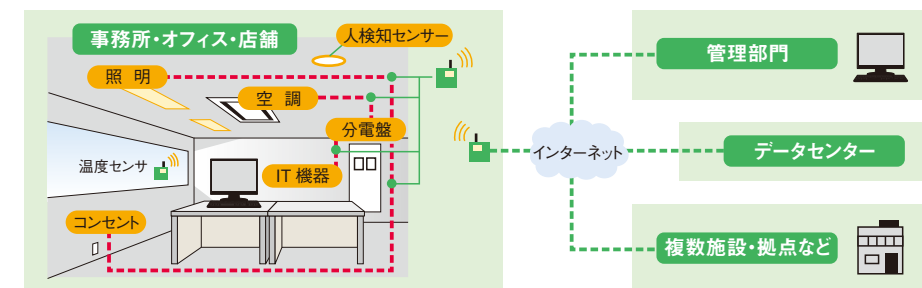 事務所・オフィス・店舗
人検知センサー
照明
空調
分電盤
温度センサ
IT機器
コンセント
インターネット
管理部門
データセンター
複数施設・拠点など